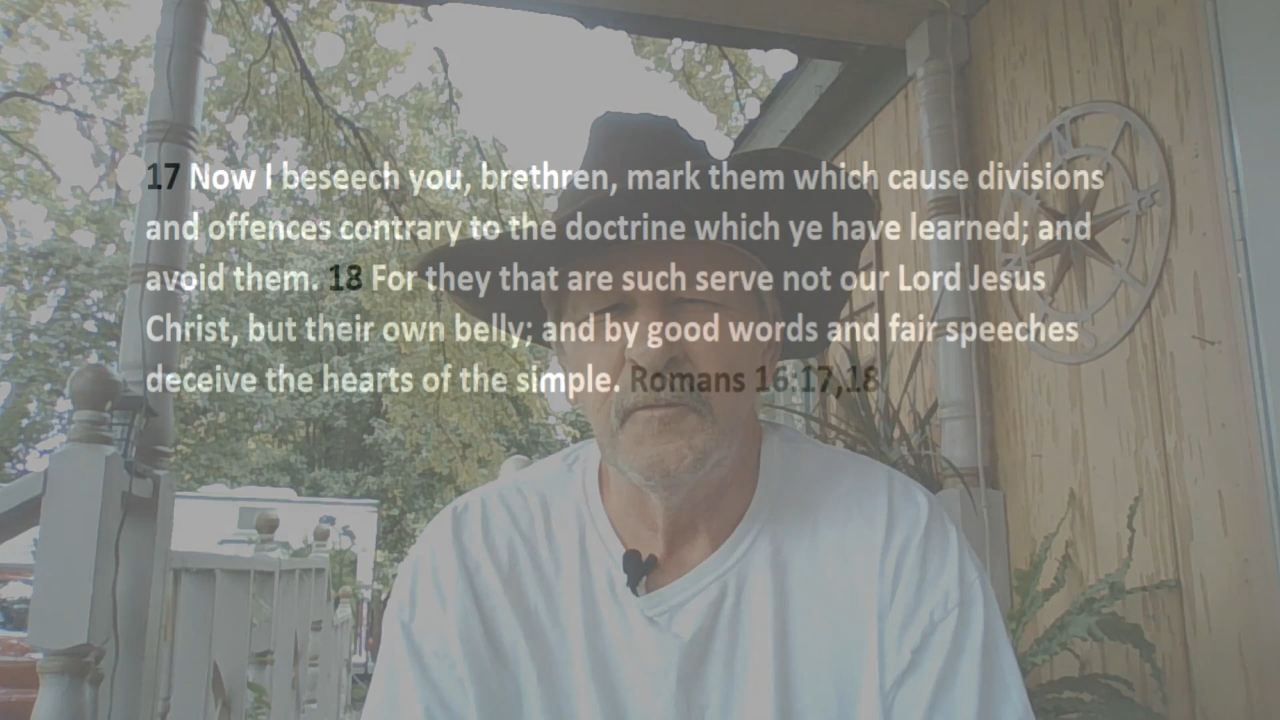 17 Now I beseech you, brethren, mark them which cause divisions
and offences contrary to the doctrine which ye have learned; and
avoid them. 18 For they that are such serve not our Lord Jesus
Christ, but their own belly; and by good words and fair speeches
deceive the hearts of the simple. Romans 16:17,18